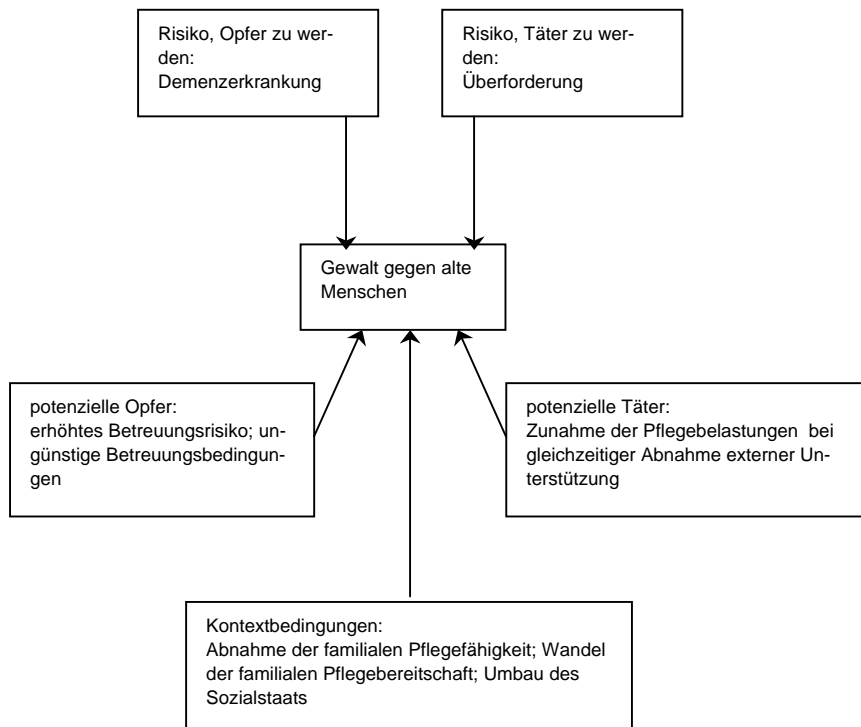 Risiko, Opfer zu wer-
den:
Demenzerkrankung
Risiko, Täter zu wer-
den:
Überforderung
Gewalt gegen alte
Menschen
potenzielle Opfer:
erhöhtes Betreuungsrisiko; un-
günstige Betreuungsbedingun-
gen
potenzielle Täter:
Zunahme der Pflegebelastungen bei
gleichzeitiger Abnahme externer Un-
terstützung
Kontextbedingungen:
Abnahme der familialen Pflegefähigkeit; Wandel
der familialen Pflegebereitschaft; Umbau des
Sozialstaats